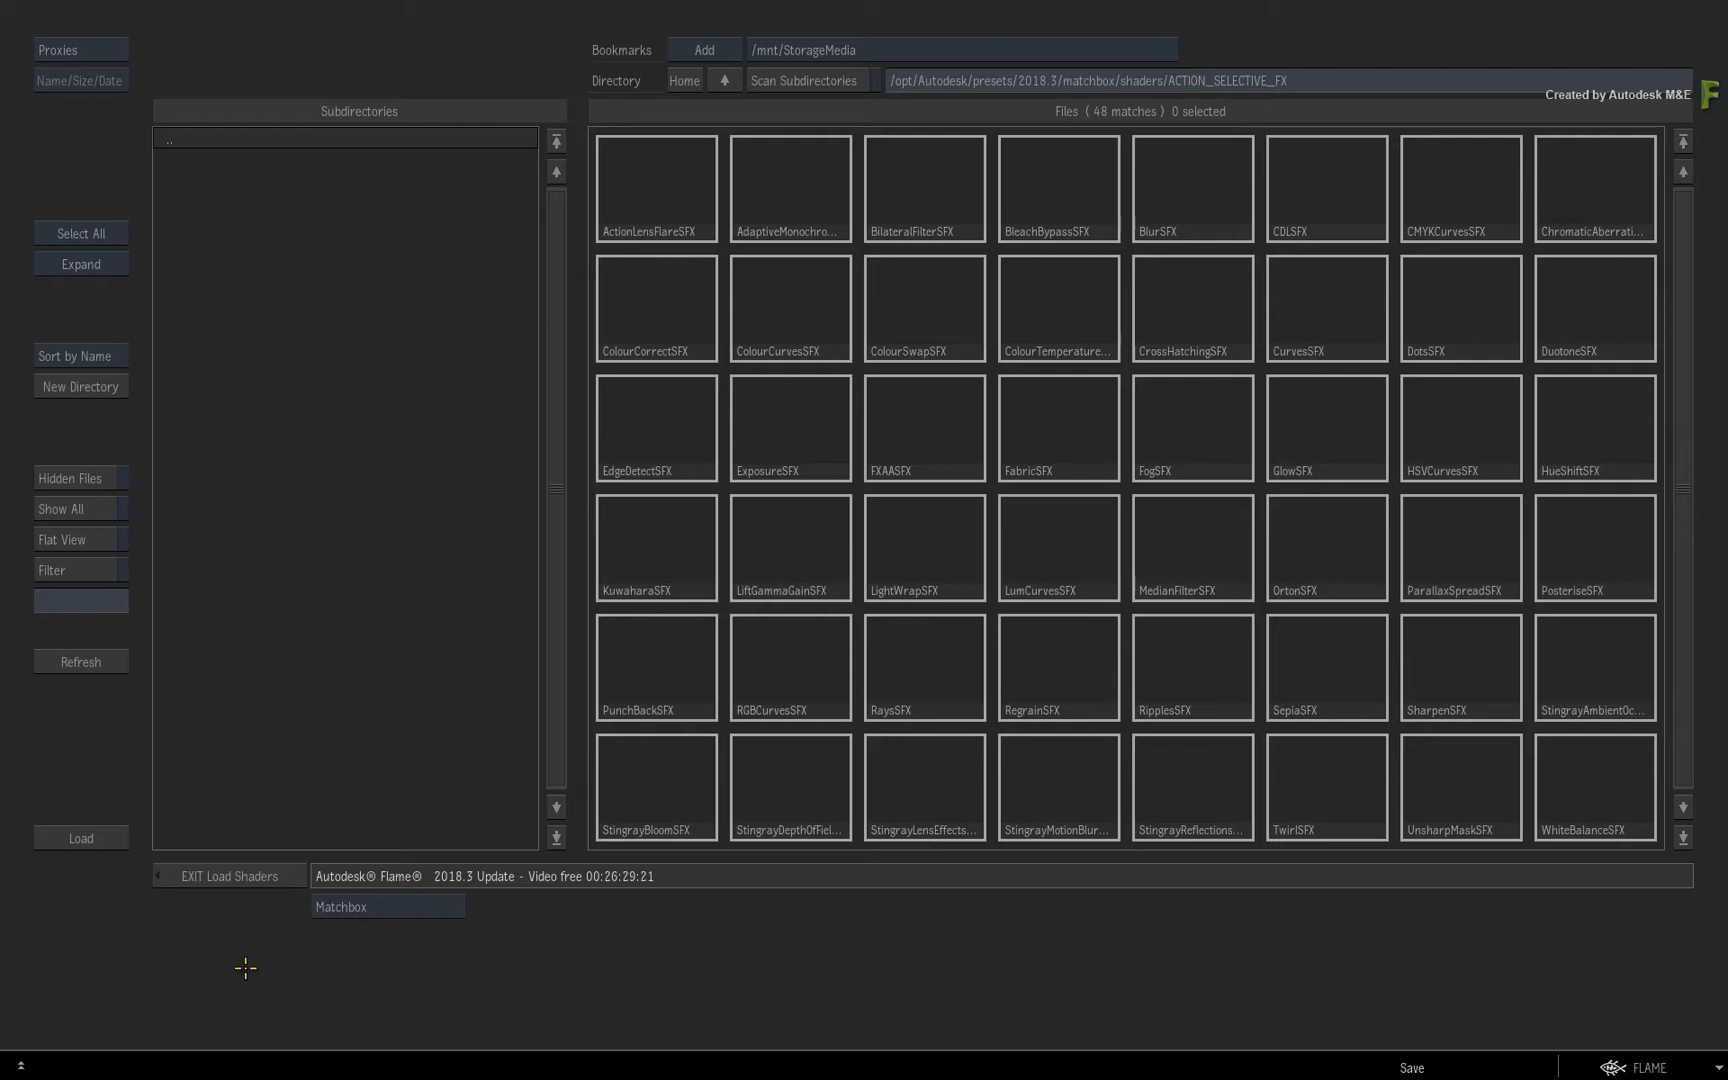 Proxies
Name/Size/Date
Bookmarks Add /mnt/StorageMedia
Directory Home Scan Subdirectories /opt/Autodesk/presets/2018.3/matchbox/shaders/ACTION_SELECTIVE_FX
Created by Autodesk M&E
Subdirectories
Files ( 48 matches ) 0 selected
..
Select All
Expand
Sort by Name
New Directory
Hidden Files
Show All
Flat View
Filter
Refresh
Load
ActionLensFlareSFX AdaptiveMonochro... BilateralFilterSFX BleachBypassSFX BlurSFX CDLSFX CMYKCurvesSFX ChromaticAberrati...
ColourCorrectSFX ColourCurvesSFX ColourSwapSFX ColourTemperature... CrossHatchingSFX CurvesSFX DotsSFX DuotoneSFX
EdgeDetectSFX ExposureSFX FXAASFX FabricSFX FogSFX GlowSFX HSVCurvesSFX HueShiftSFX
KuwaharaSFX LiftGammaGainSFX LightWrapSFX LumCurvesSFX MedianFilterSFX OrtonSFX ParallaxSpreadSFX PosteriseSFX
PunchBackSFX RGBCurvesSFX RaysSFX RegrainSFX RipplesSFX SepiaSFX SharpenSFX StingrayAmbientOc...
StingrayBloomSFX StingrayDepthOfFiel... StingrayLensEffects... StingrayMotionBlur... StingrayReflections... TwirlSFX UnsharpMaskSFX WhiteBalanceSFX
EXIT Load Shaders Autodesk® Flame® 2018.3 Update - Video free 00:26:29:21
Matchbox
Save FLAME